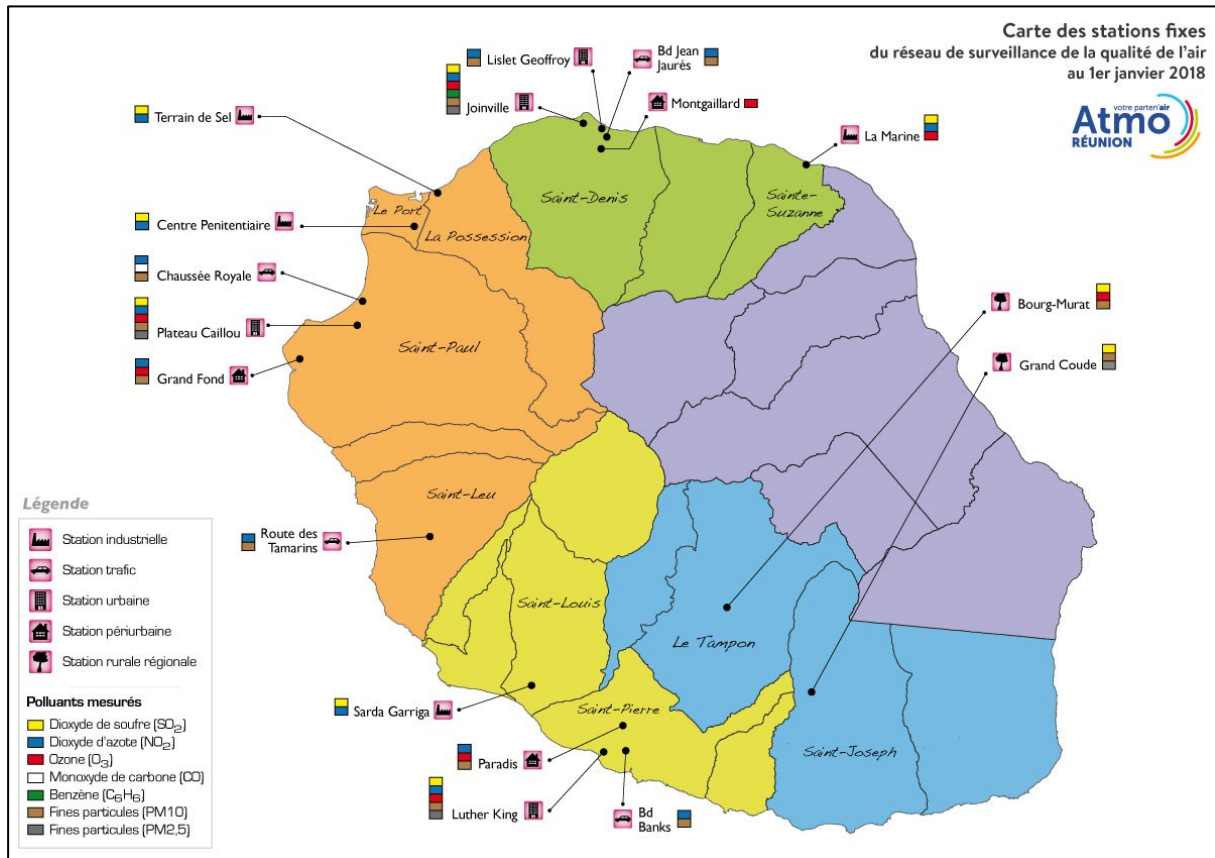 Carte des stations fixes
du réseau de surveillance de la qualité de l'air
au 1er janvier 2018
votre parten'air
Atmo
RÉUNION
Lislet Geoffroy
Bd Jean
Jaurés
Joinville
Montgaillard
Terrain de Sel
La Marine
Saint-Denis
Sainte-
Suzanne
Le Port
La Possession
Centre Penitentiaire
Chaussée Royale
Bourg-Murat
Plateau Caillou
Saint-Paul
Grand Coude
Grand Fond
Saint-Leu
Route des
Tamarins
Saint-Louis
Le Tampon
Sarda Garriga
Saint-Pierre
Saint-Joseph
Paradis
Luther King
Bd
Banks
Légende
Station industrielle
Station trafic
Station urbaine
Station périurbaine
Station rurale régionale
Polluants mesurés
Dioxyde de soufre (SO2)
Dioxyde d'azote (NO2)
Ozone (O3)
Monoxyde de carbone (CO)
Benzène (C6H6)
Fines particules (PM10)
Fines particules (PM2,5)